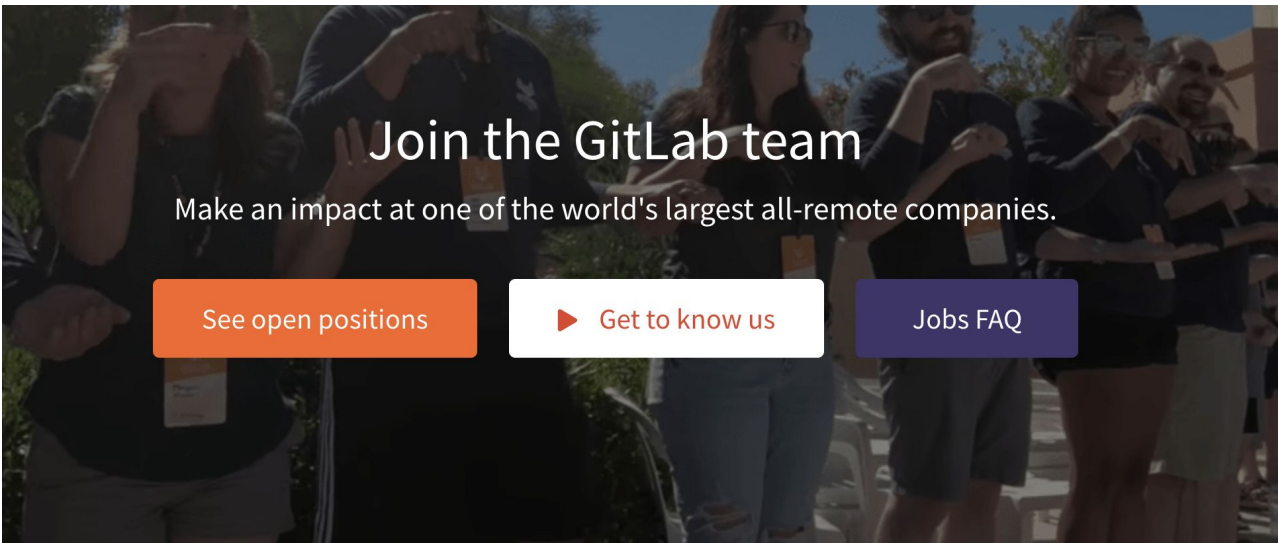 Join the GitLab team
Make an impact at one of the world's largest all-remote companies.
See open positions
Get to know us
Jobs FAQ